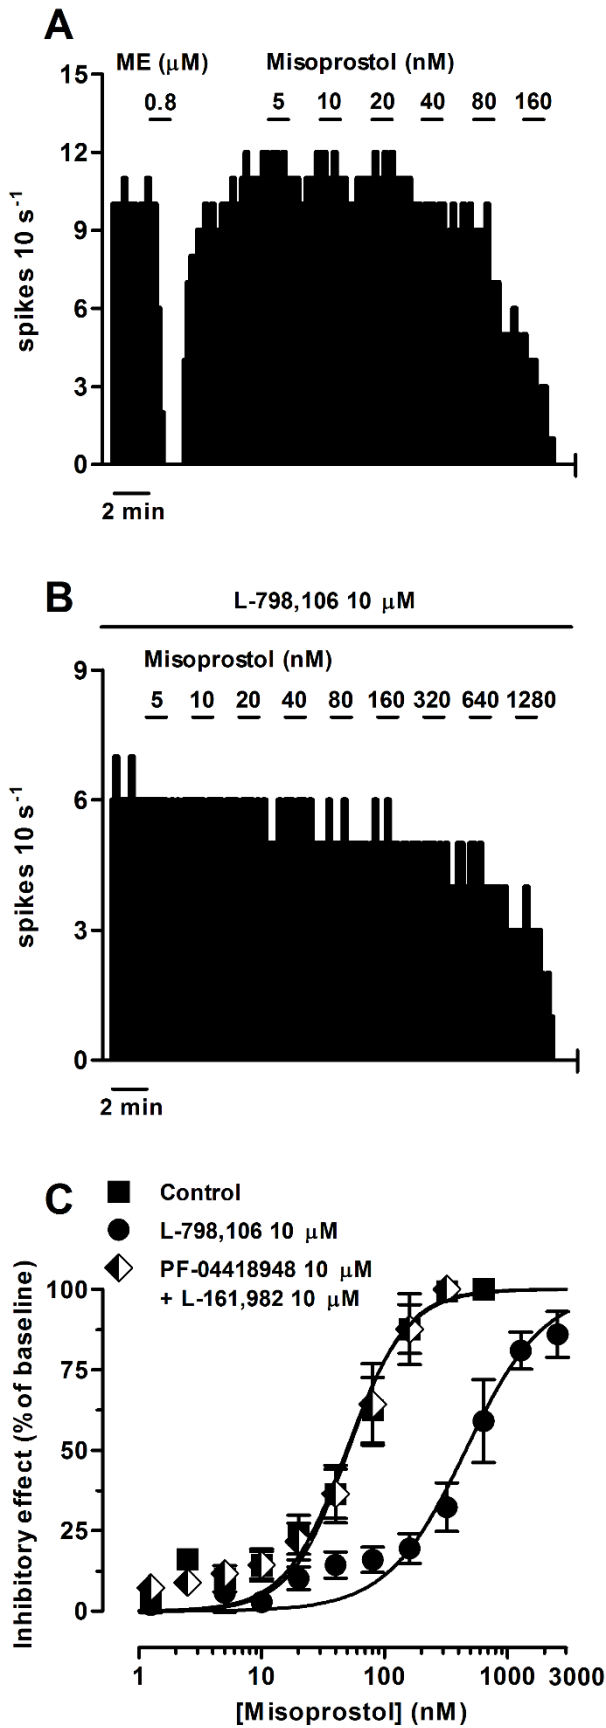 A
ME (μM)
Misoprostol (nM)
0.8
5 10 20 40 80 160
15
12
9
6
3
0
spikes 10 s-1
2 min
B
L-798,106 10 μM
Misoprostol (nM)
5 10 20 40 80 160 320 640 1280
9
6
3
0
spikes 10 s-1
2 min
C
Control
L-798,106 10 μM
PF-04418948 10 μM
+ L-161,982 10 μM
100
75
50
25
0
Inhibitory effect (% of baseline)
1 10 100 1000 3000
[Misoprostol] (nM)